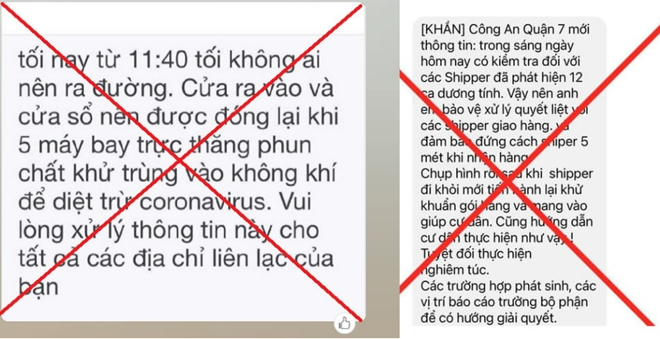 tối nay từ 11:40 tối không ai
nên ra đường. Cửa ra vào và
cửa sổ nên được đóng lại khi
5 máy bay trực thăng phun
chất khử trùng vào không khí
để diệt trừ coronavirus. Vui
lòng xử lý thông tin này cho
tất cả các địa chỉ liên lạc của
bạn
[KHẨN] Công An Quận 7 mới
thông tin: trong sáng ngày
hôm nay có kiểm tra đối với
các Shipper đã phát hiện 12
ca dương tính. Vậy nên anh
em bảo vệ xử lý quyết liệt với
các shipper giao hàng. và
đảm bảo đứng cách shiper 5
mét khi nhận hàng
Chụp hình rồi sau khi shipper
đi khỏi mới tiến hành lại khử
khuẩn gói hàng và mang vào
giúp cư dân. Cũng hướng dẫn
cư dân thực hiện như vậy!
Tuyệt đối thực hiện
nghiêm túc.
Các trường hợp phát sinh, các
vị trí báo cáo trưởng bộ phận
để có hướng giải quyết.